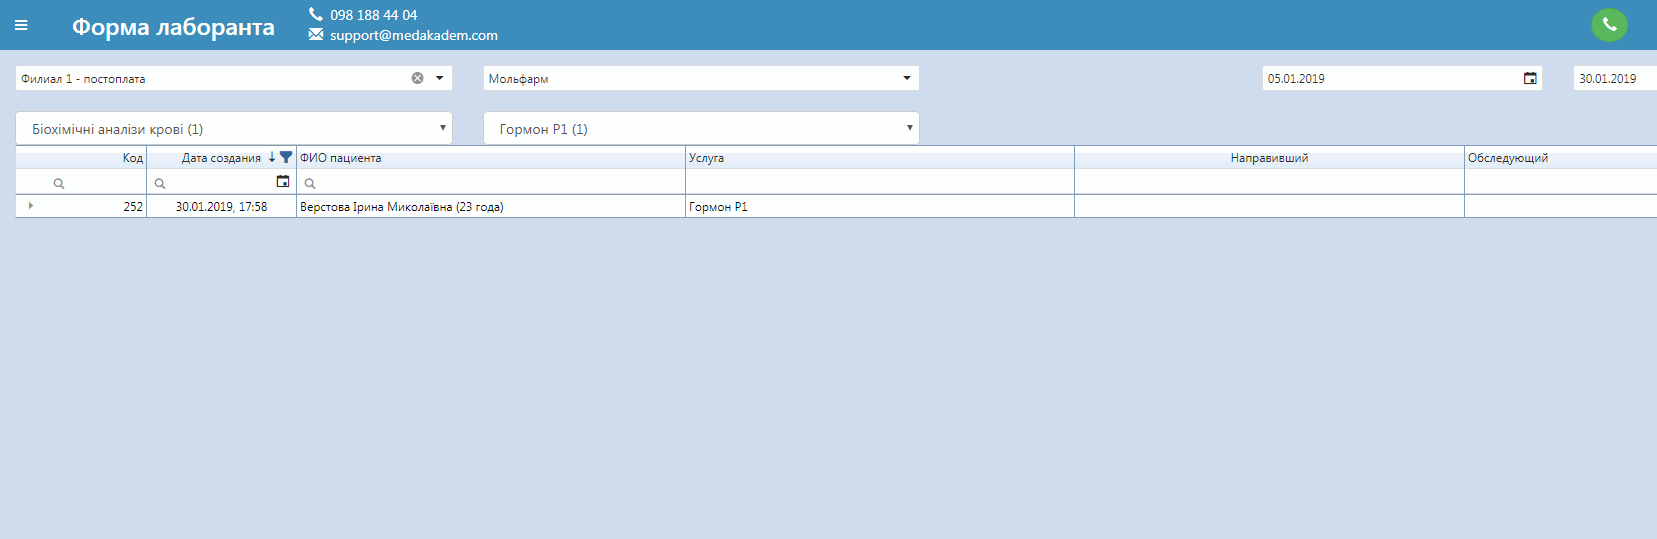 Форма лаборанта
098 188 44 04
support@medakadem.com
Филиал 1 - постоплата
Мольфарм
05.01.2019
30.01.2019
Біохімічні аналізи крові (1)
Гормон Р1 (1)
Код Дата создания ФИО пациента Услуга Направивший Обследующий
252 30.01.2019, 17:58 Верстова Ірина Миколаївна (23 года) Гормон Р1